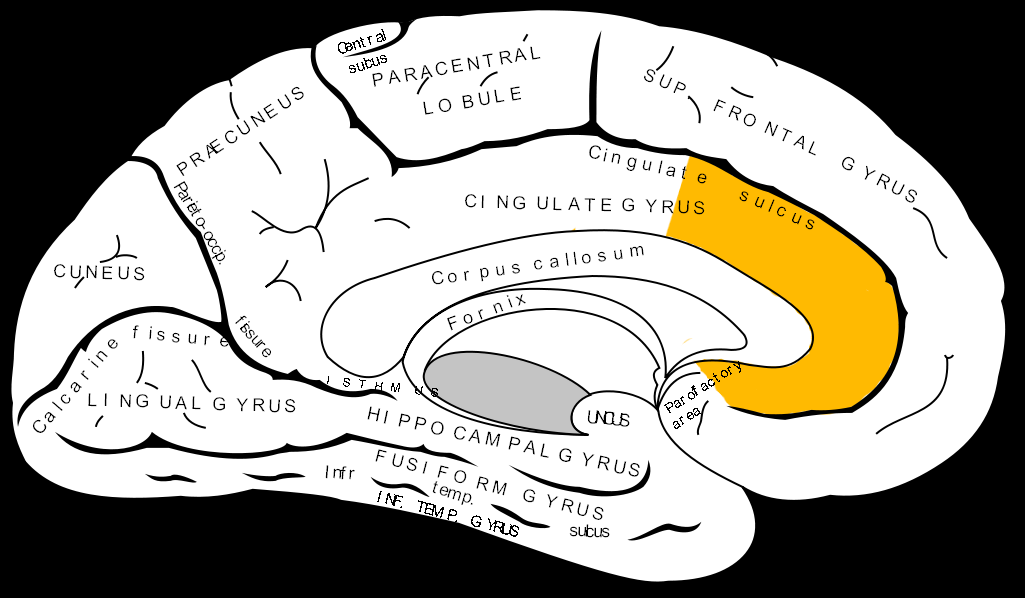 Central
sulcus
PARACENTRAL
LOBULE
SUP. FRONTAL GYRUS
PRÆCUNEUS
Cingulate sulcus
CINGULATE GYRUS
Parieto-occip.
fissure
CUNEUS
Corpus callosum
Fornix
Calcarine fissure
ISTHMUS
LINGUAL GYRUS
HIPPOCAMPAL GYRUS
UNCUS
Parolfactory
area
FUSIFORM GYRUS
Infr
temp.
sulcus
INF. TEMP. GYRUS